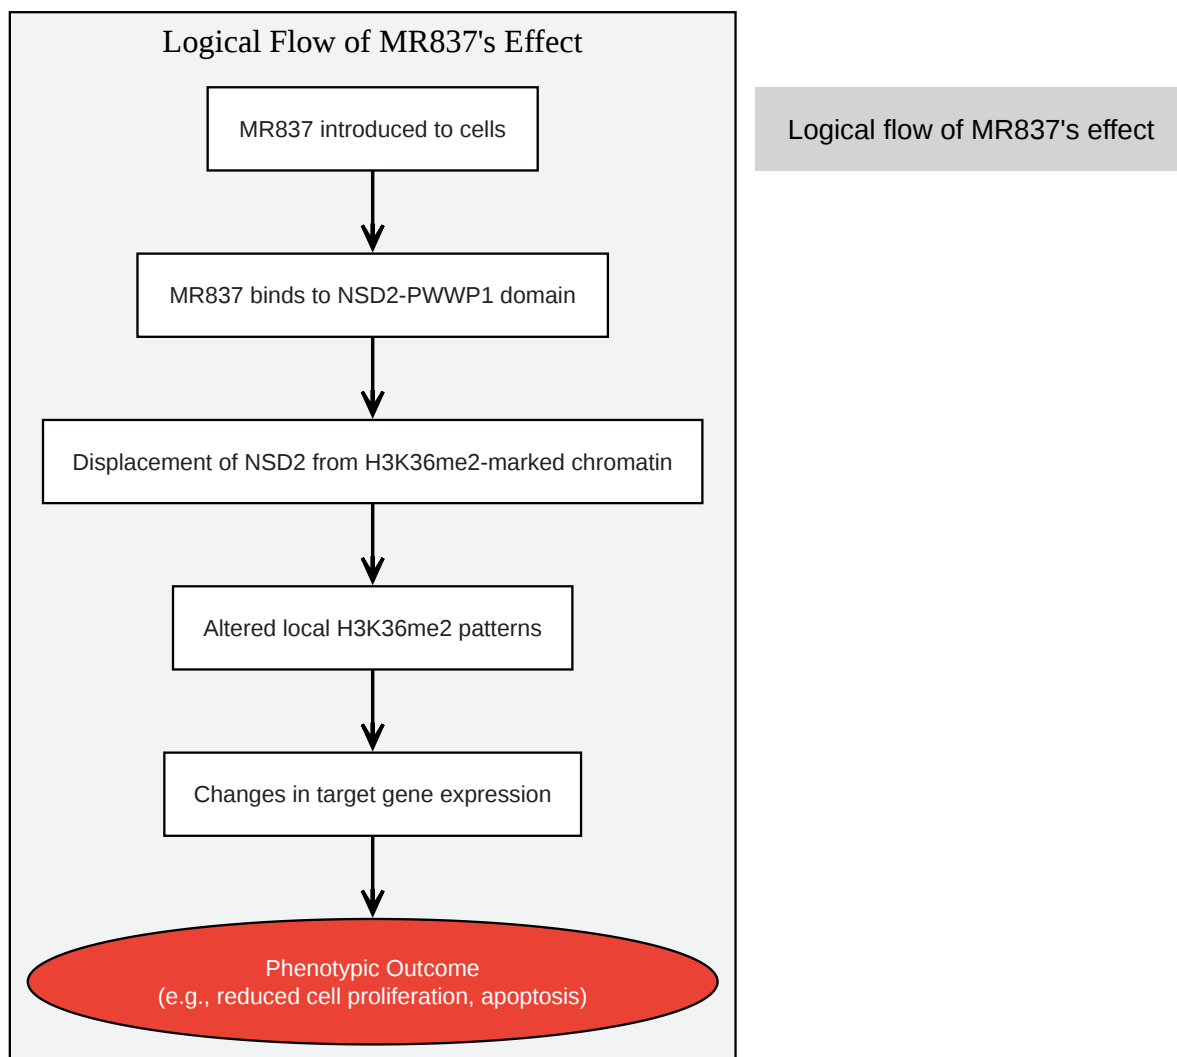 Logical Flow of MR837's Effect
MR837 introduced to cells
Logical flow of MR837's effect
MR837 binds to NSD2-PWWP1 domain
Displacement of NSD2 from H3K36me2-marked chromatin
Altered local H3K36me2 patterns
Changes in target gene expression
Phenotypic Outcome
(e.g., reduced cell proliferation, apoptosis)